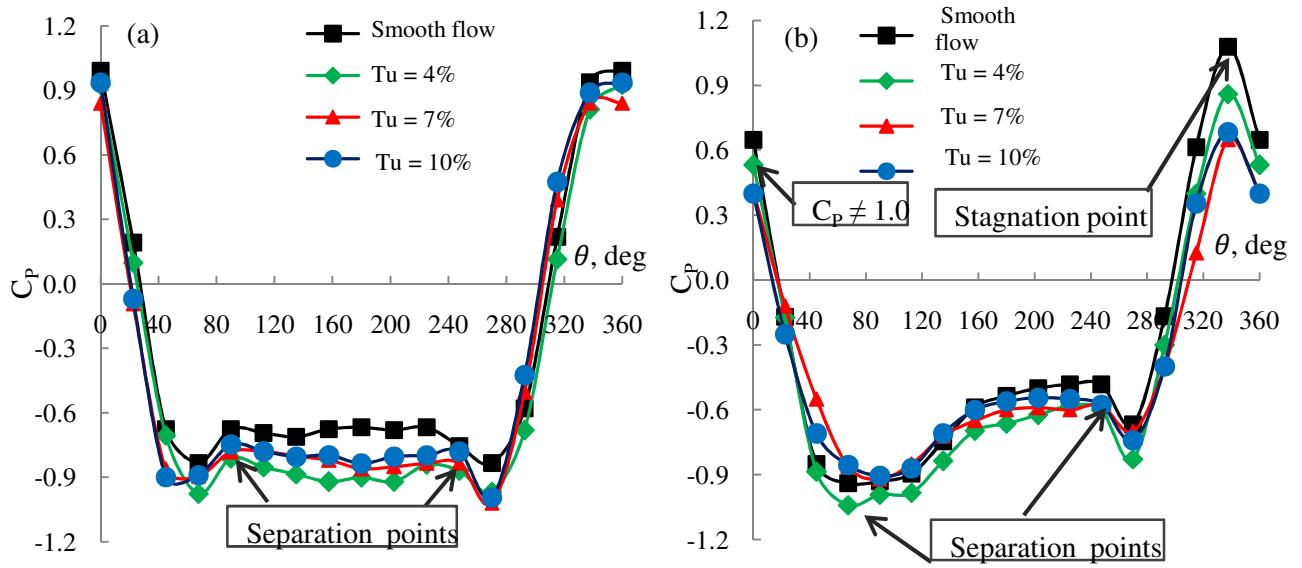 (a)
Smooth flow
Tu = 4%
Tu = 7%
Tu = 10%
1.2
0.9
0.6
0.3
0.0
-0.3
-0.6
-0.9
-1.2
C_P
0 40 80 120 160 200 240 280 320 360
θ, deg
Separation points
(b)
Smooth
flow
Tu = 4%
Tu = 7%
Tu = 10%
1.2
0.9
0.6
0.3
0.0
-0.3
-0.6
-0.9
-1.2
C_P
0 40 80 120 160 200 240 280 320 360
θ, deg
C_P ≠ 1.0
Stagnation point
Separation points